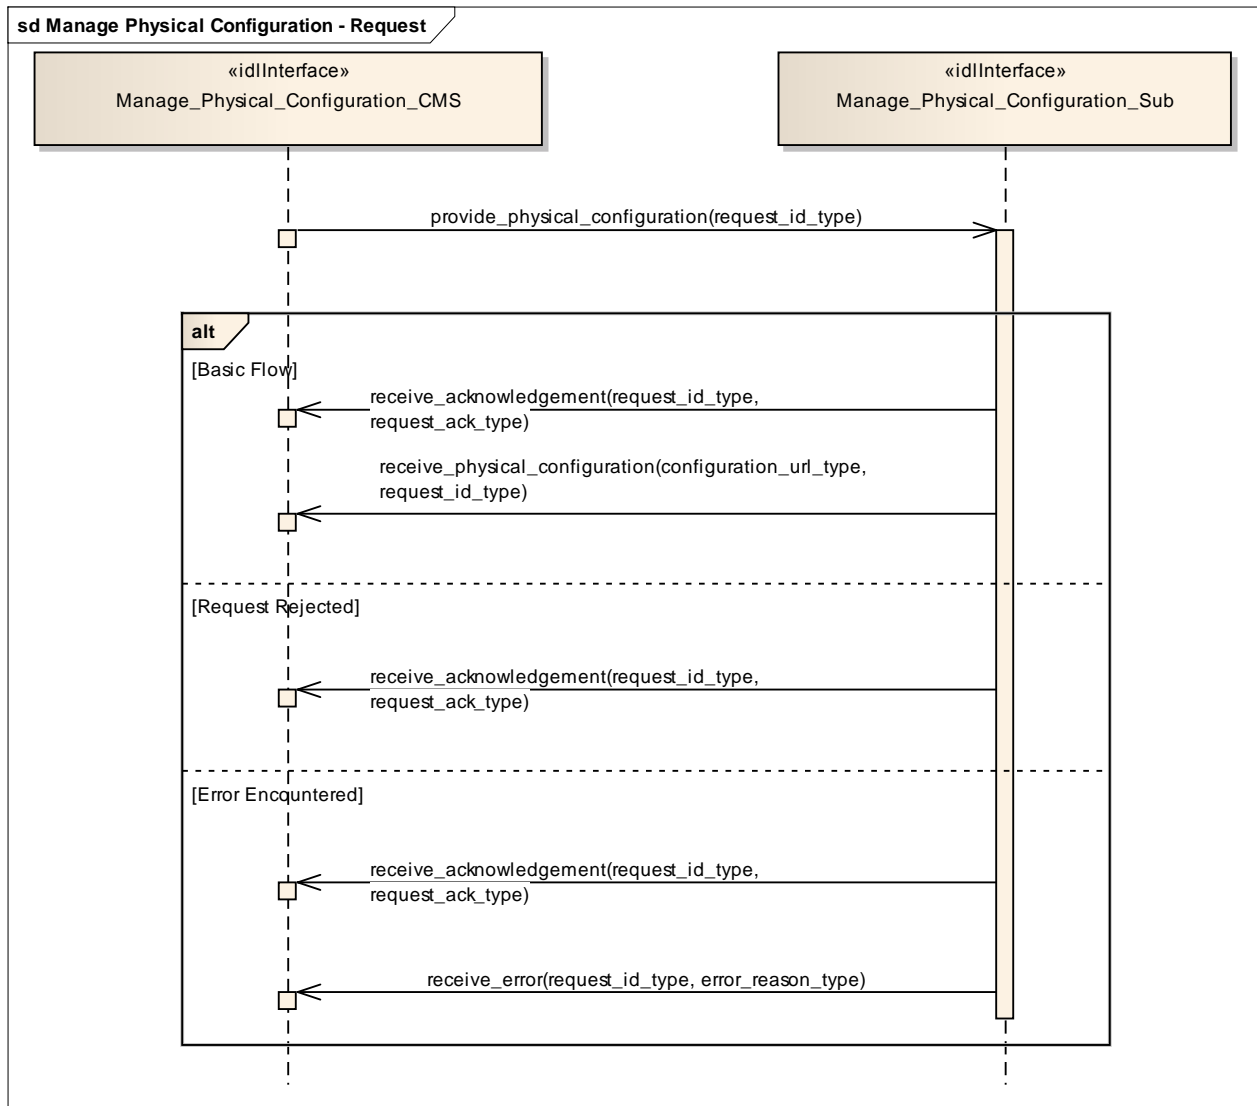 sd Manage Physical Configuration - Request
«idlInterface»
Manage_Physical_Configuration_CMS
«idlInterface»
Manage_Physical_Configuration_Sub
provide_physical_configuration(request_id_type)
alt
[Basic Flow]
receive_acknowledgement(request_id_type,
request_ack_type)
receive_physical_configuration(configuration_url_type,
request_id_type)
[Request Rejected]
receive_acknowledgement(request_id_type,
request_ack_type)
[Error Encountered]
receive_acknowledgement(request_id_type,
request_ack_type)
receive_error(request_id_type, error_reason_type)